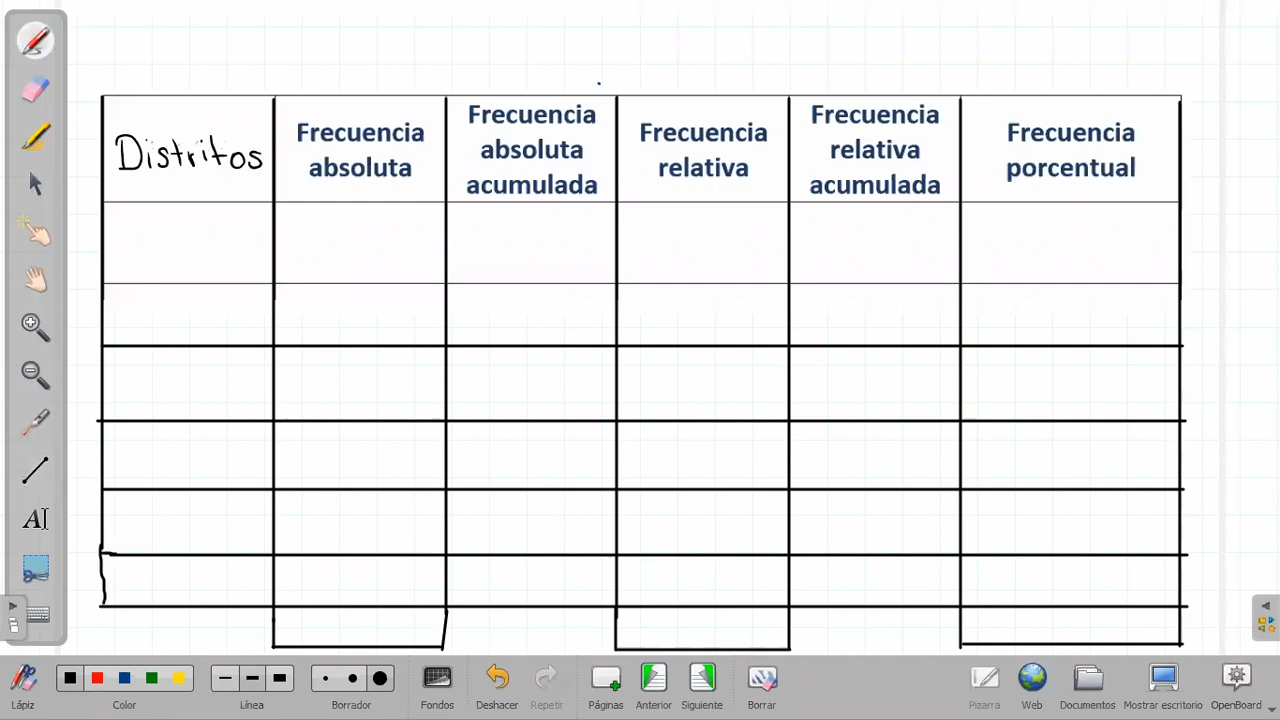 Distritos
Frecuencia
absoluta
Frecuencia
absoluta
acumulada
Frecuencia
relativa
Frecuencia
relativa
acumulada
Frecuencia
porcentual
Lápiz
Color
Línea
Borrador
Fondos
Deshacer
Repetir
Páginas
Anterior
Siguiente
Borrar
Pizarra
Web
Documentos
Mostrar escritorio
OpenBoard